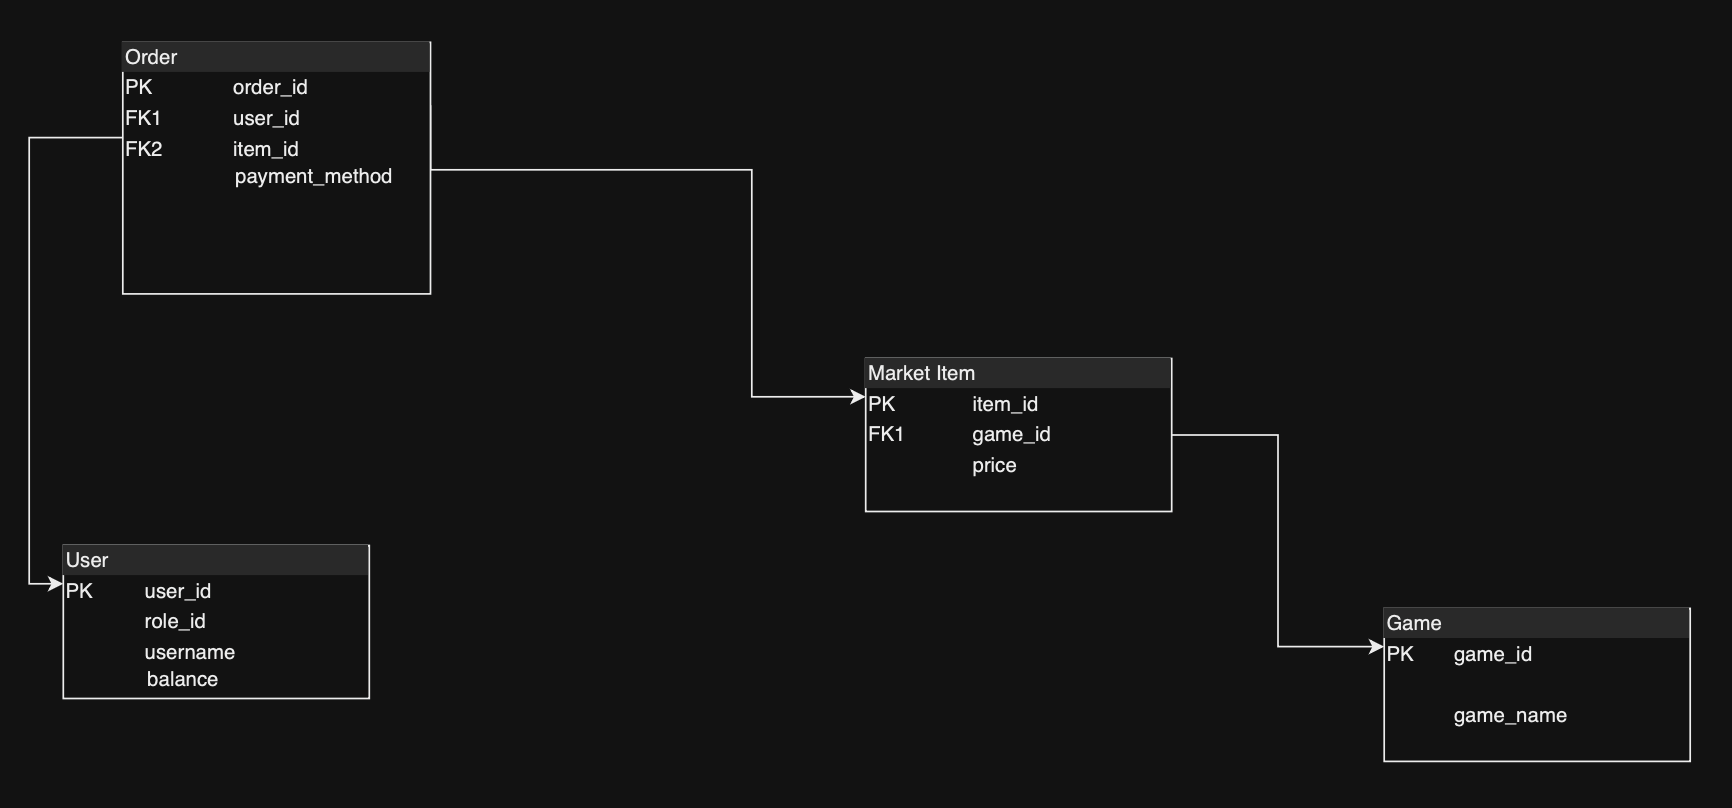 Order
PK order_id
FK1 user_id
FK2 item_id
payment_method
Market Item
PK item_id
FK1 game_id
price
User
PK user_id
role_id
username
balance
Game
PK game_id
game_name